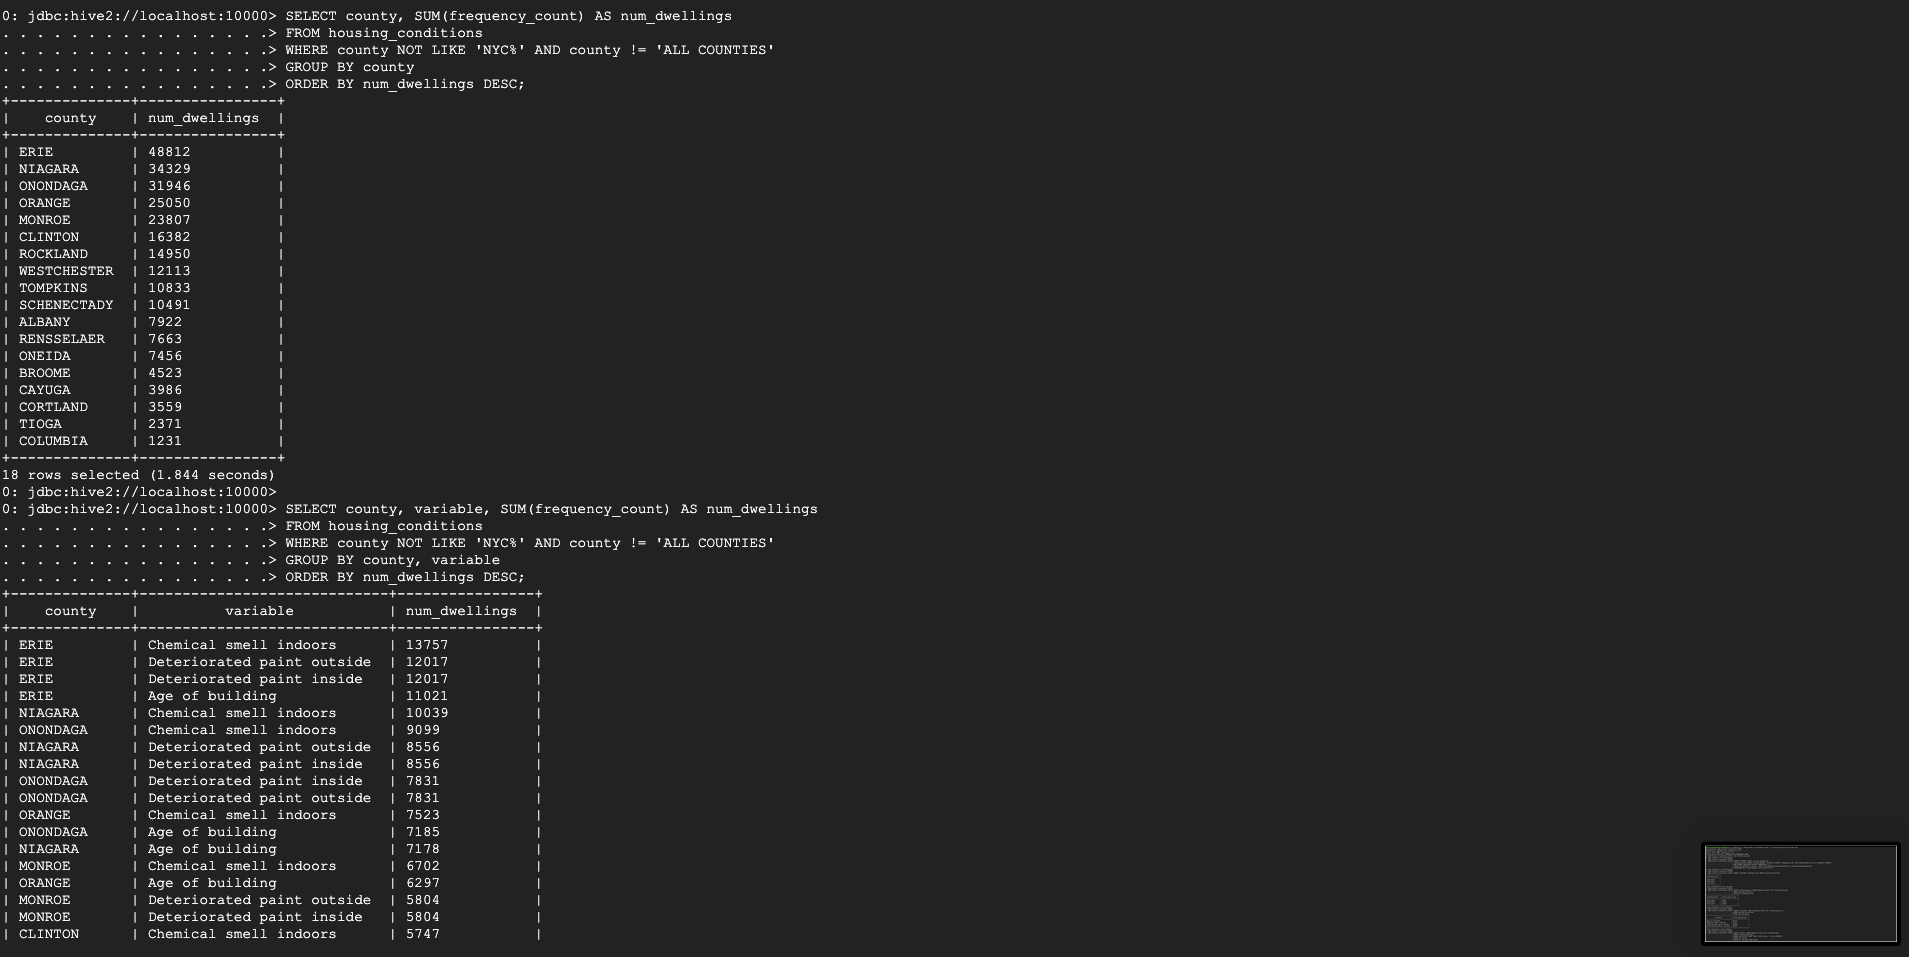 0: jdbc:hive2://localhost:10000> SELECT county, SUM(frequency_count) AS num_dwellings
. . . . . . . . . . . . . . . .> FROM housing_conditions
. . . . . . . . . . . . . . . .> WHERE county NOT LIKE 'NYC%' AND county != 'ALL COUNTIES'
. . . . . . . . . . . . . . . .> GROUP BY county
. . . . . . . . . . . . . . . .> ORDER BY num_dwellings DESC;
+--------------+----------------+
|    county    | num_dwellings  |
+--------------+----------------+
| ERIE         | 48812          |
| NIAGARA      | 34329          |
| ONONDAGA     | 31946          |
| ORANGE       | 25050          |
| MONROE       | 23807          |
| CLINTON      | 16382          |
| ROCKLAND     | 14950          |
| WESTCHESTER  | 12113          |
| TOMPKINS     | 10833          |
| SCHENECTADY  | 10491          |
| ALBANY       | 7922           |
| RENSSELAER   | 7663           |
| ONEIDA       | 7456           |
| BROOME       | 4523           |
| CAYUGA       | 3986           |
| CORTLAND     | 3559           |
| TIOGA        | 2371           |
| COLUMBIA     | 1231           |
+--------------+----------------+
18 rows selected (1.844 seconds)
0: jdbc:hive2://localhost:10000>
0: jdbc:hive2://localhost:10000> SELECT county, variable, SUM(frequency_count) AS num_dwellings
. . . . . . . . . . . . . . . .> FROM housing_conditions
. . . . . . . . . . . . . . . .> WHERE county NOT LIKE 'NYC%' AND county != 'ALL COUNTIES'
. . . . . . . . . . . . . . . .> GROUP BY county, variable
. . . . . . . . . . . . . . . .> ORDER BY num_dwellings DESC;
+--------------+-----------------------------+----------------+
|    county    |          variable           | num_dwellings  |
+--------------+-----------------------------+----------------+
| ERIE         | Chemical smell indoors      | 13757          |
| ERIE         | Deteriorated paint outside  | 12017          |
| ERIE         | Deteriorated paint inside   | 12017          |
| ERIE         | Age of building             | 11021          |
| NIAGARA      | Chemical smell indoors      | 10039          |
| ONONDAGA     | Chemical smell indoors      | 9099           |
| NIAGARA      | Deteriorated paint outside  | 8556           |
| NIAGARA      | Deteriorated paint inside   | 8556           |
| ONONDAGA     | Deteriorated paint inside   | 7831           |
| ONONDAGA     | Deteriorated paint outside  | 7831           |
| ORANGE       | Chemical smell indoors      | 7523           |
| ONONDAGA     | Age of building             | 7185           |
| NIAGARA      | Age of building             | 7178           |
| MONROE       | Chemical smell indoors      | 6702           |
| ORANGE       | Age of building             | 6297           |
| MONROE       | Deteriorated paint outside  | 5804           |
| MONROE       | Deteriorated paint inside   | 5804           |
| CLINTON      | Chemical smell indoors      | 5747           |